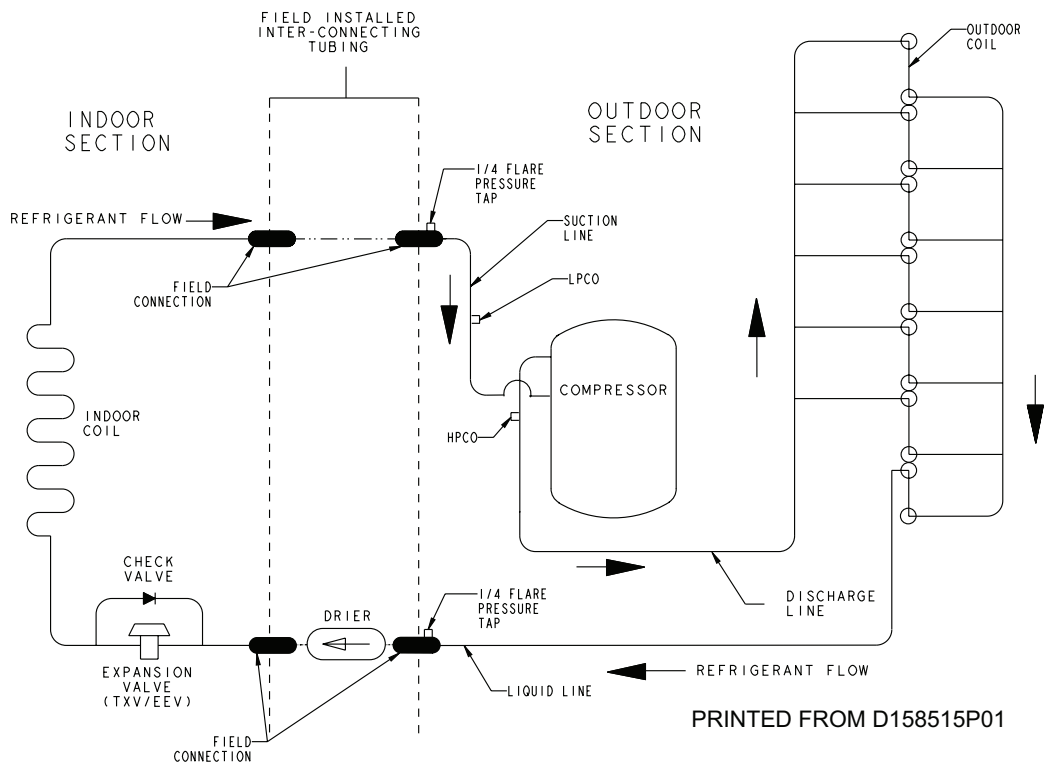 FIELD INSTALLED
INTER-CONNECTING
TUBING
OUTDOOR
COIL
INDOOR
SECTION
OUTDOOR
SECTION
1/4 FLARE
PRESSURE
TAP
REFRIGERANT FLOW
SUCTION
LINE
FIELD
CONNECTION
LPCO
COMPRESSOR
INDOOR
COIL
HPCO
CHECK
VALVE
DRIER
1/4 FLARE
PRESSURE
TAP
DISCHARGE
LINE
EXPANSION
VALVE
(TXV/EEV)
LIQUID LINE
REFRIGERANT FLOW
PRINTED FROM D158515P01
FIELD
CONNECTION